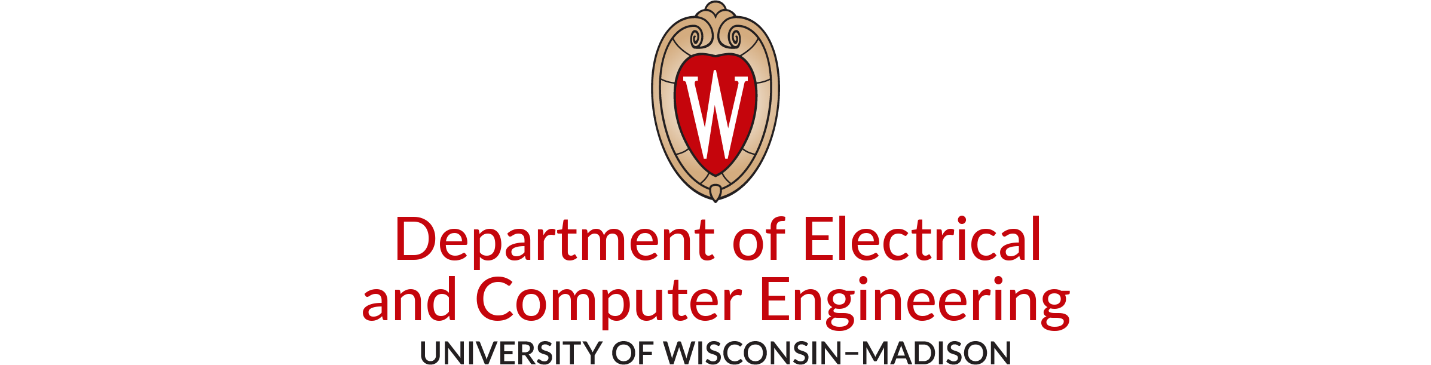 W
Department of Electrical
and Computer Engineering
UNIVERSITY OF WISCONSIN–MADISON